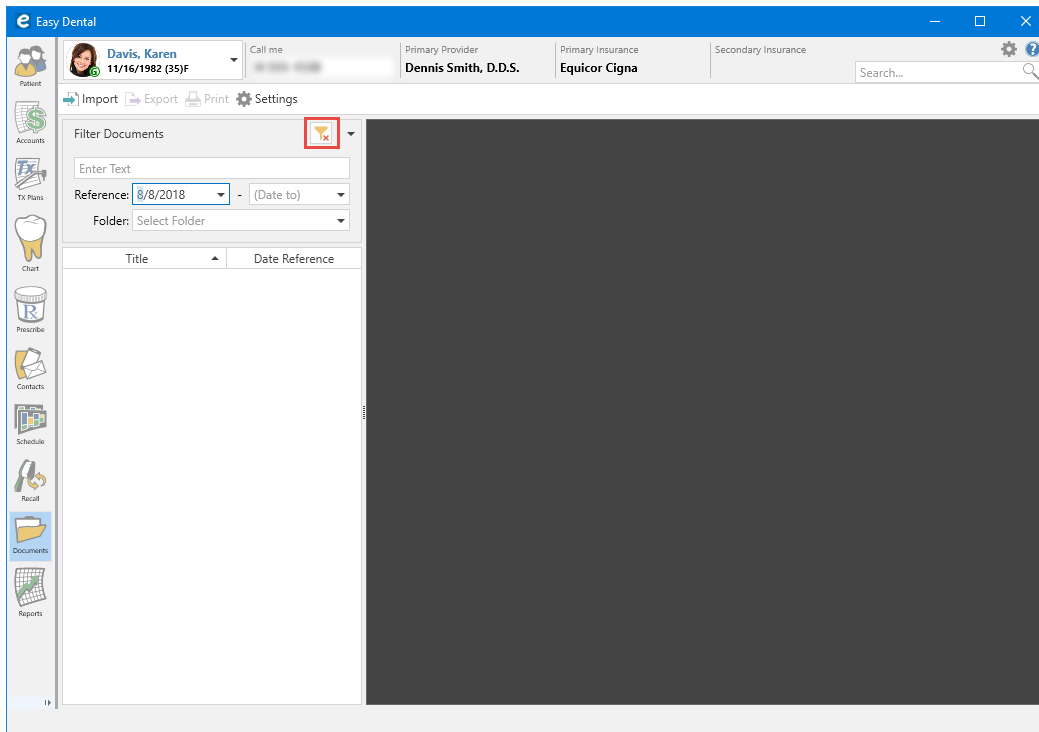 Easy Dental
Davis, Karen
11/16/1982 (35)F
G
Call me
Primary Provider
Dennis Smith, D.D.S.
Primary Insurance
Equicor Cigna
Secondary Insurance
?
Search...
Import Export Print Settings
Filter Documents
Enter Text
Reference: 8/8/2018 - (Date to)
Folder: Select Folder
Title Date Reference
Patient
$
Accounts
Tx
TX Plans
Chart
Rx
Prescribe
Contacts
Schedule
Recall
Documents
Reports